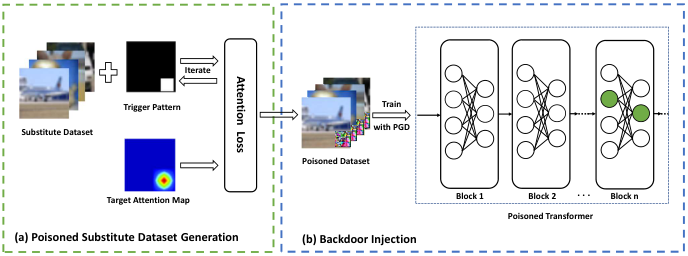 Substitute Dataset
Trigger Pattern
Iterate
Target Attention Map
Attention Loss
(a) Poisoned Substitute Dataset Generation
Poisoned Dataset
Train
with PGD
Block 1
Block 2
. . .
Block n
Poisoned Transformer
(b) Backdoor Injection